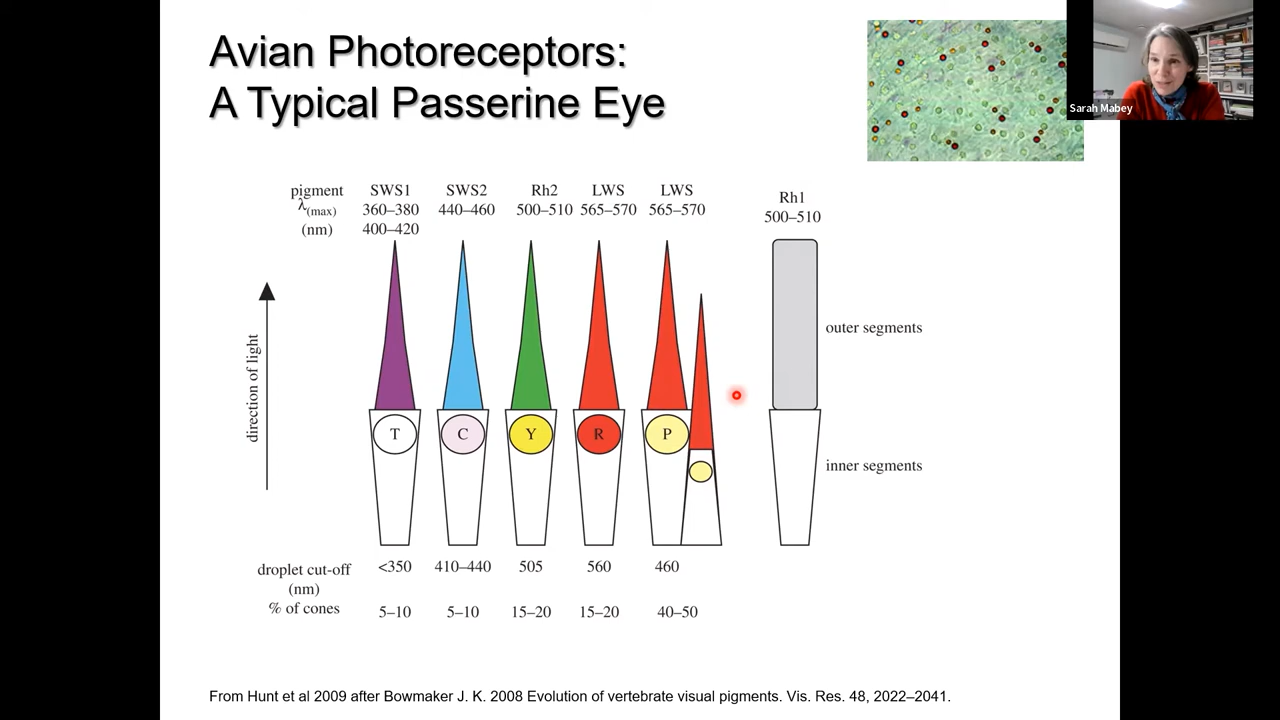 Avian Photoreceptors:
A Typical Passerine Eye
Sarah Mabey
pigment SWS1 SWS2 Rh2 LWS LWS Rh1
λ(max) 360–380 440–460 500–510 565–570 565–570 500–510
(nm) 400–420
direction of light
outer segments
T C Y R P
inner segments
droplet cut-off <350 410–440 505 560 460
(nm)
% of cones 5–10 5–10 15–20 15–20 40–50
From Hunt et al 2009 after Bowmaker J. K. 2008 Evolution of vertebrate visual pigments. Vis. Res. 48, 2022–2041.